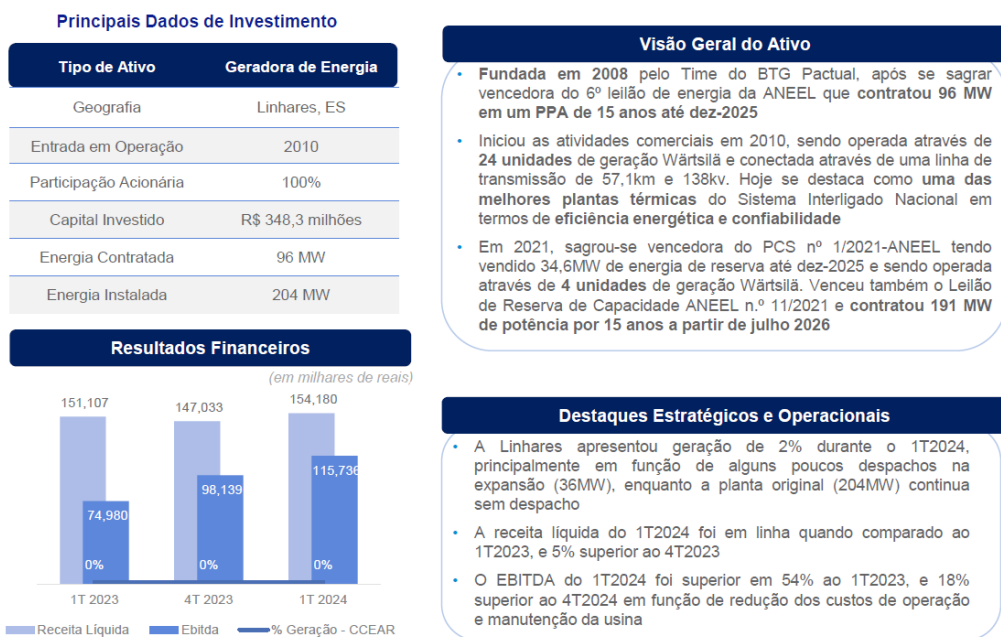 Principais Dados de Investimento
Tipo de Ativo Geradora de Energia
Geografia Linhares, ES
Entrada em Operação 2010
Participação Acionária 100%
Capital Investido R$ 348,3 milhões
Energia Contratada 96 MW
Energia Instalada 204 MW
Resultados Financeiros
(em milhares de reais)
151,107 147,033 154,180
74,980 98,139 115,736
0% 0% 0%
1T 2023 4T 2023 1T 2024
Receita Líquida Ebitda % Geração - CCEAR
Visão Geral do Ativo
• Fundada em 2008 pelo Time do BTG Pactual, após se sagrar
vencedora do 6º leilão de energia da ANEEL que contratou 96 MW
em um PPA de 15 anos até dez-2025
• Iniciou as atividades comerciais em 2010, sendo operada através de
24 unidades de geração Wärtsilä e conectada através de uma linha de
transmissão de 57,1km e 138kv. Hoje se destaca como uma das
melhores plantas térmicas do Sistema Interligado Nacional em
termos de eficiência energética e confiabilidade
• Em 2021, sagrou-se vencedora do PCS nº 1/2021-ANEEL tendo
vendido 34,6MW de energia de reserva até dez-2025 e sendo operada
através de 4 unidades de geração Wärtsilä. Venceu também o Leilão
de Reserva de Capacidade ANEEL n.º 11/2021 e contratou 191 MW
de potência por 15 anos a partir de julho 2026
Destaques Estratégicos e Operacionais
• A Linhares apresentou geração de 2% durante o 1T2024,
principalmente em função de alguns poucos despachos na
expansão (36MW), enquanto a planta original (204MW) continua
sem despacho
• A receita líquida do 1T2024 foi em linha quando comparado ao
1T2023, e 5% superior ao 4T2023
• O EBITDA do 1T2024 foi superior em 54% ao 1T2023, e 18%
superior ao 4T2024 em função de redução dos custos de operação
e manutenção da usina